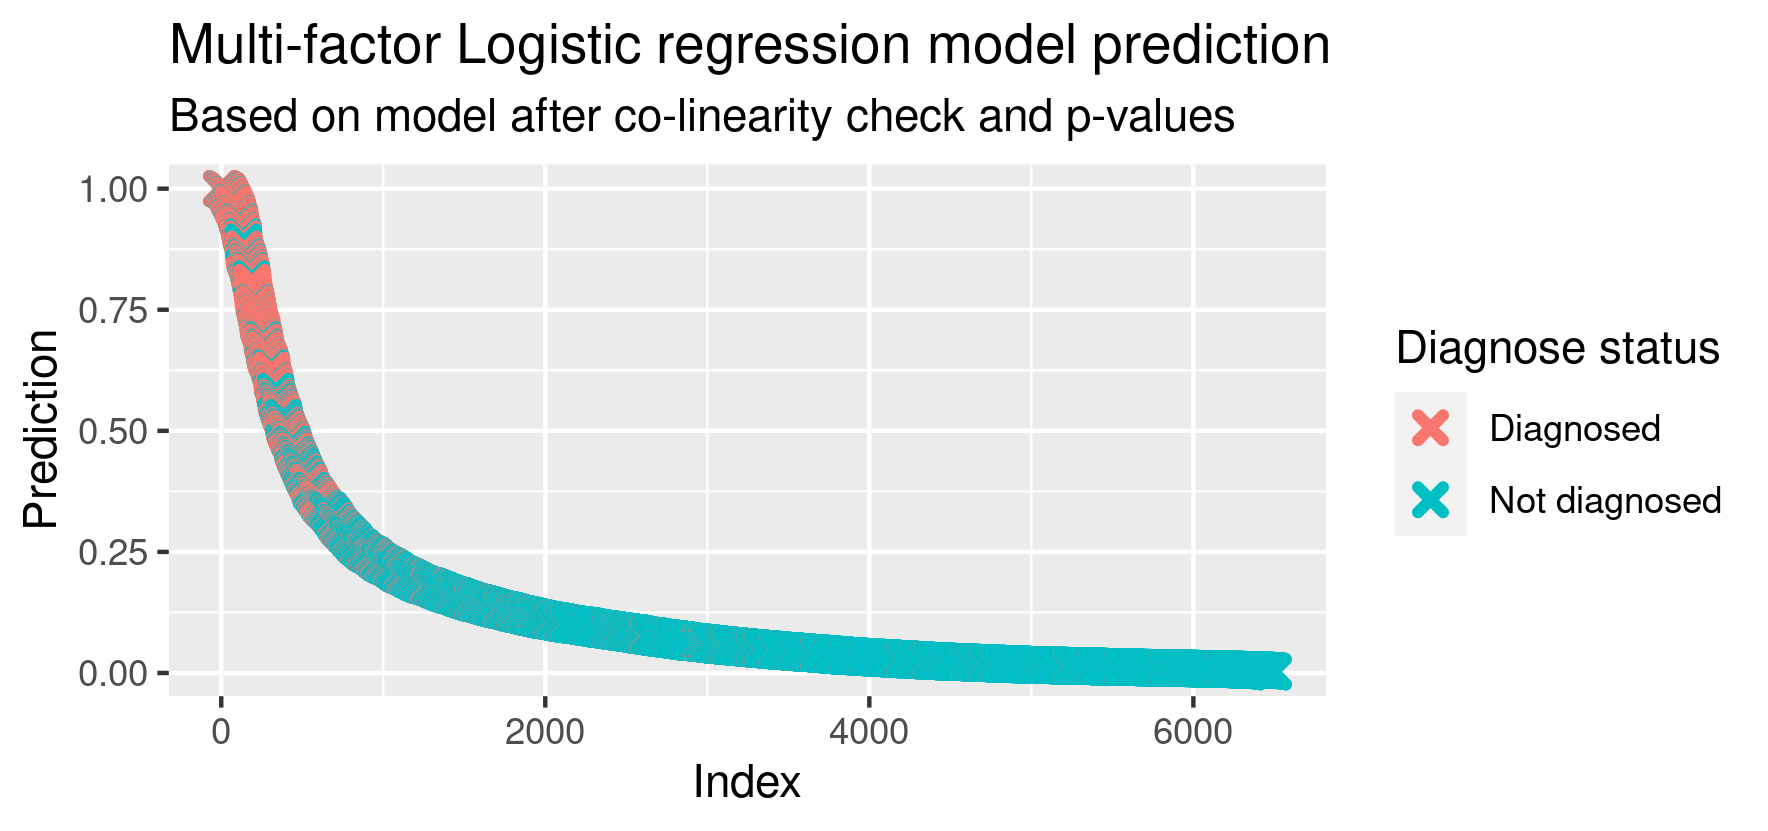 Multi-factor Logistic regression model prediction
Based on model after co-linearity check and p-values
1.00
0.75
0.50
0.25
0.00
Prediction
0
2000
4000
6000
Index
Diagnose status
Diagnosed
Not diagnosed